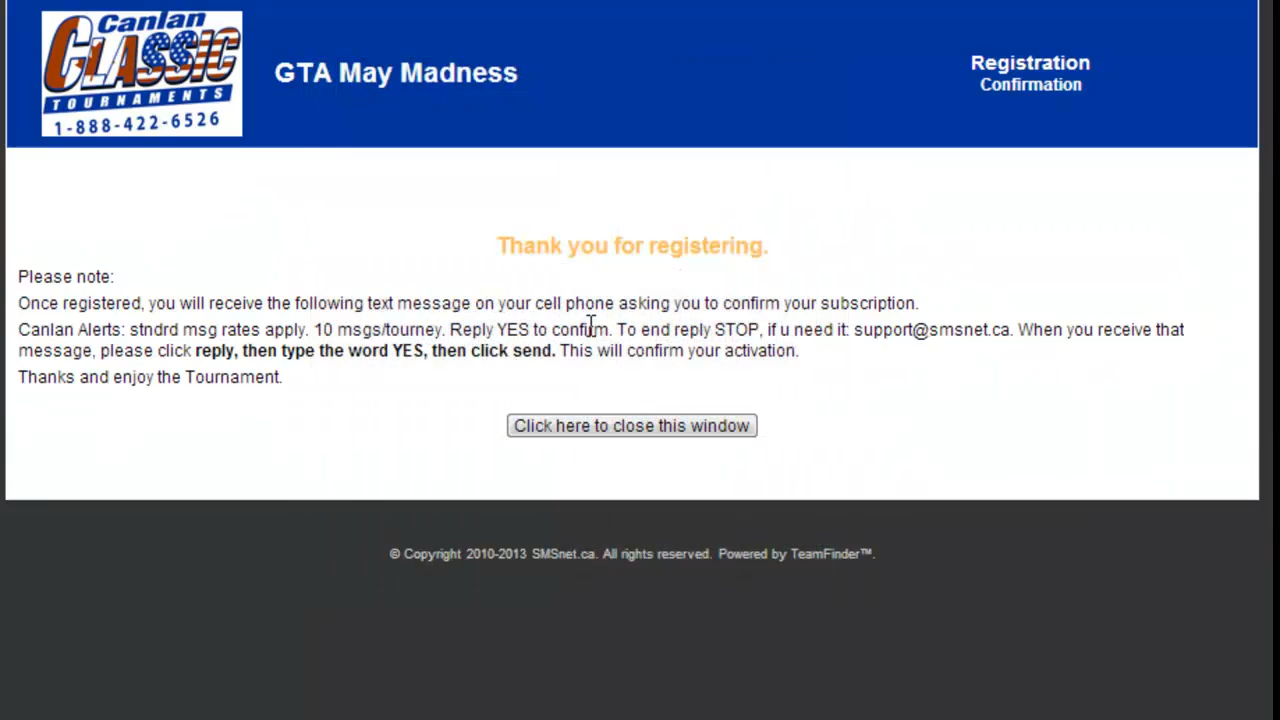 Canlan
CLASSIC
TOURNAMENTS
1-888-422-6526
GTA May Madness
Registration
Confirmation
Thank you for registering.
Please note:
Once registered, you will receive the following text message on your cell phone asking you to confirm your subscription.
Canlan Alerts: stndrd msg rates apply. 10 msgs/tourney. Reply YES to confirm. To end reply STOP, if u need it: support@smsnet.ca. When you receive that
message, please click reply, then type the word YES, then click send. This will confirm your activation.
Thanks and enjoy the Tournament.
Click here to close this window
© Copyright 2010-2013 SMSnet.ca. All rights reserved. Powered by TeamFinder™.